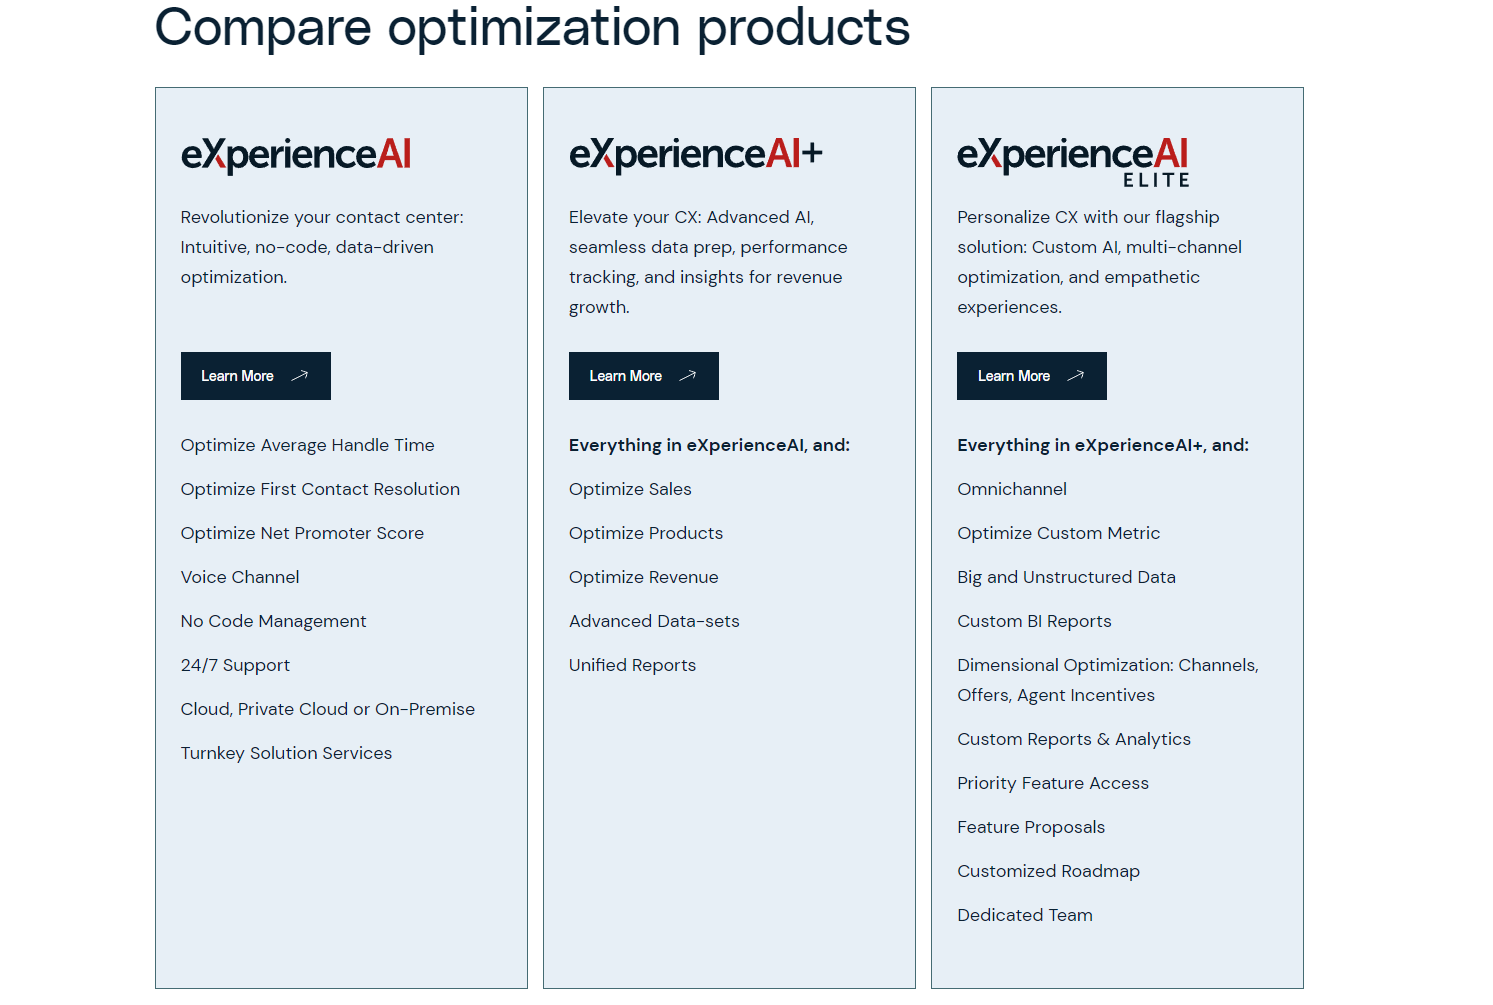 Compare optimization products
eXperienceAI
Revolutionize your contact center:
Intuitive, no-code, data-driven
optimization.
Learn More
Optimize Average Handle Time
Optimize First Contact Resolution
Optimize Net Promoter Score
Voice Channel
No Code Management
24/7 Support
Cloud, Private Cloud or On-Premise
Turnkey Solution Services
eXperienceAI+
Elevate your CX: Advanced AI,
seamless data prep, performance
tracking, and insights for revenue
growth.
Learn More
Everything in eXperienceAI, and:
Optimize Sales
Optimize Products
Optimize Revenue
Advanced Data-sets
Unified Reports
eXperienceAI
ELITE
Personalize CX with our flagship
solution: Custom AI, multi-channel
optimization, and empathetic
experiences.
Learn More
Everything in eXperienceAI+, and:
Omnichannel
Optimize Custom Metric
Big and Unstructured Data
Custom BI Reports
Dimensional Optimization: Channels,
Offers, Agent Incentives
Custom Reports & Analytics
Priority Feature Access
Feature Proposals
Customized Roadmap
Dedicated Team